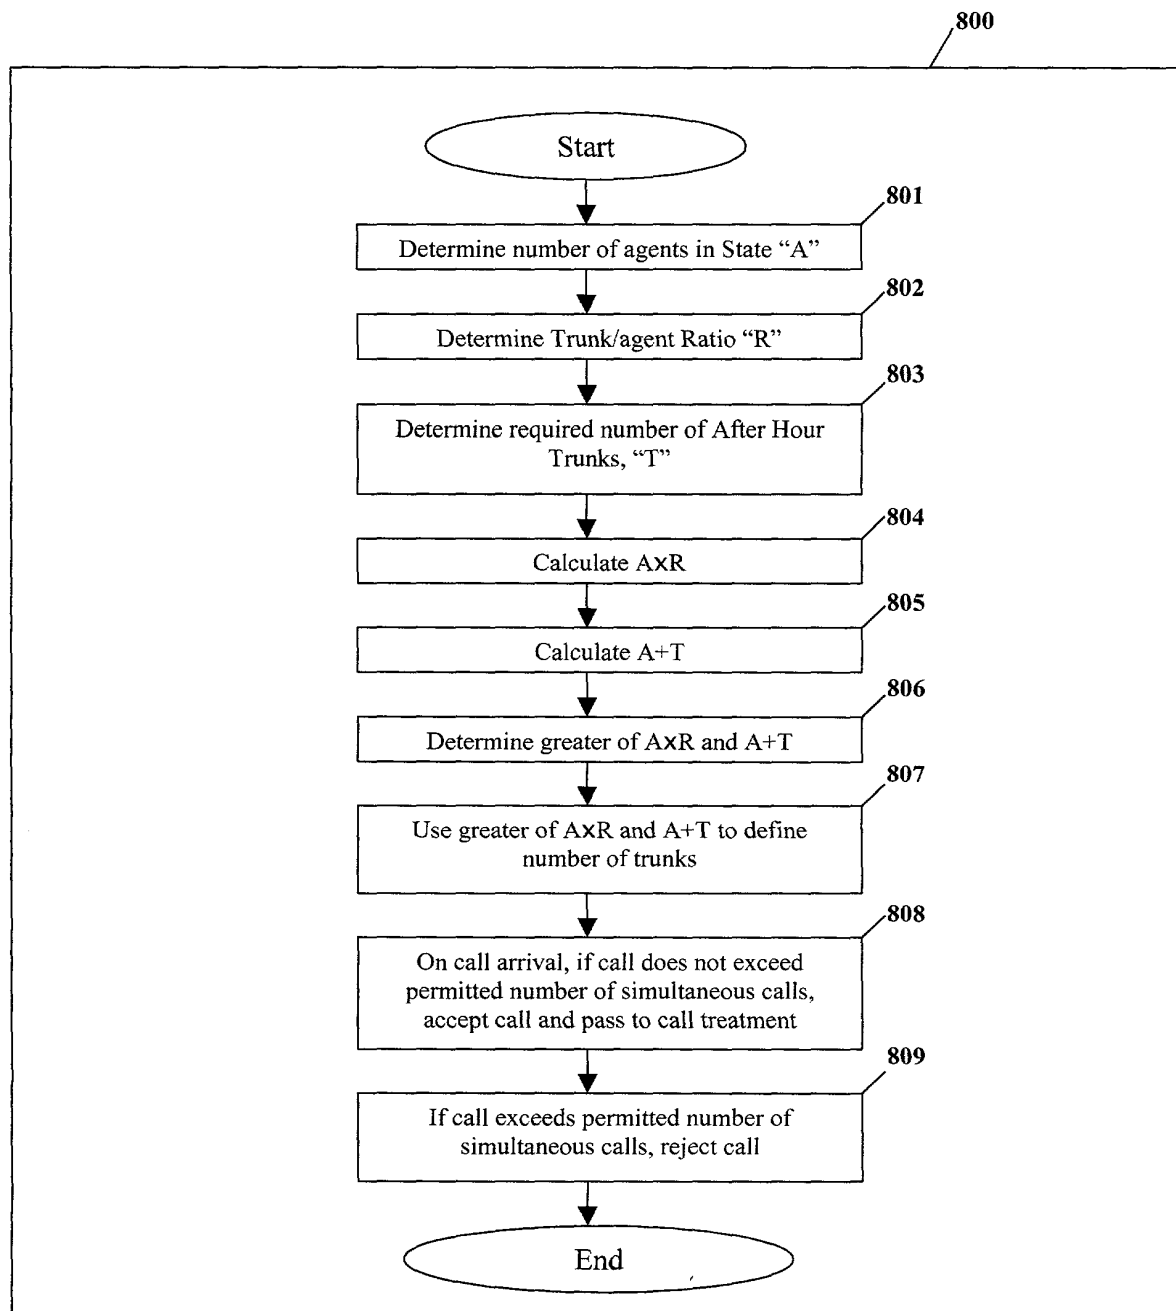 800
Start
801
Determine number of agents in State “A”
802
Determine Trunk/agent Ratio “R”
803
Determine required number of After Hour
Trunks, “T”
804
Calculate AxR
805
Calculate A+T
806
Determine greater of AxR and A+T
807
Use greater of AxR and A+T to define
number of trunks
808
On call arrival, if call does not exceed
permitted number of simultaneous calls,
accept call and pass to call treatment
809
If call exceeds permitted number of
simultaneous calls, reject call
End